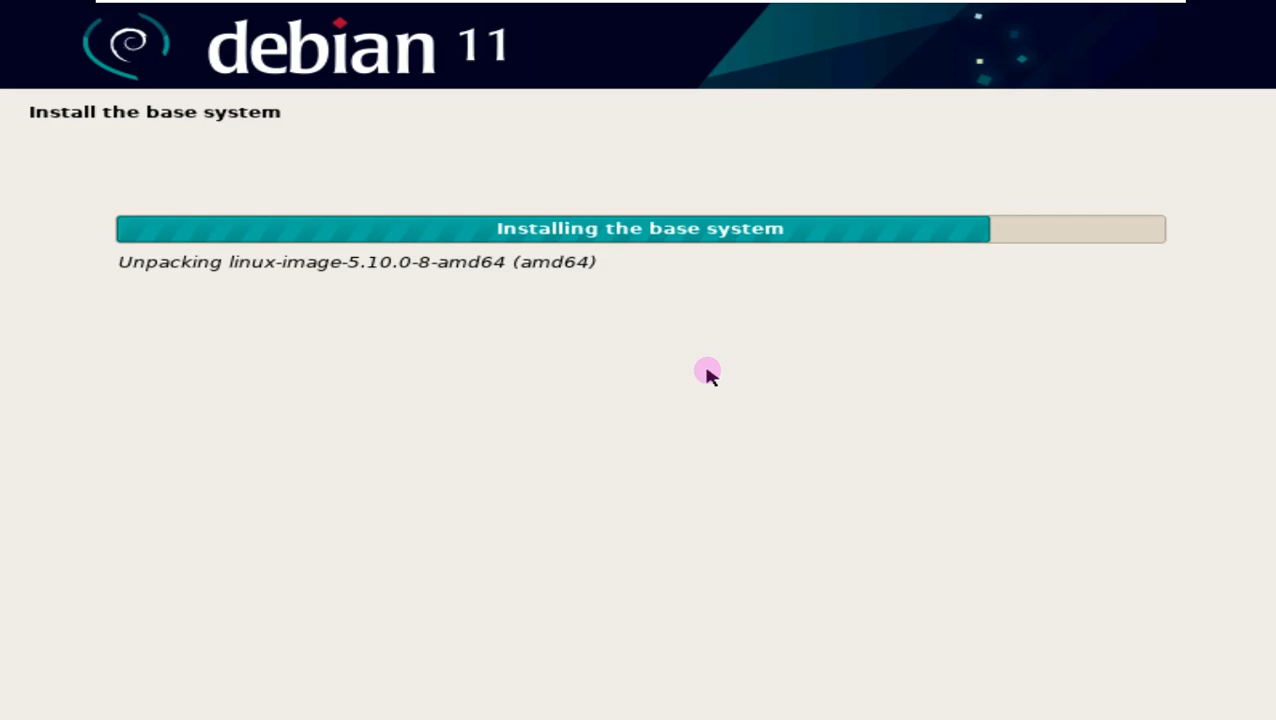 debian 11
Install the base system
Installing the base system
Unpacking linux-image-5.10.0-8-amd64 (amd64)